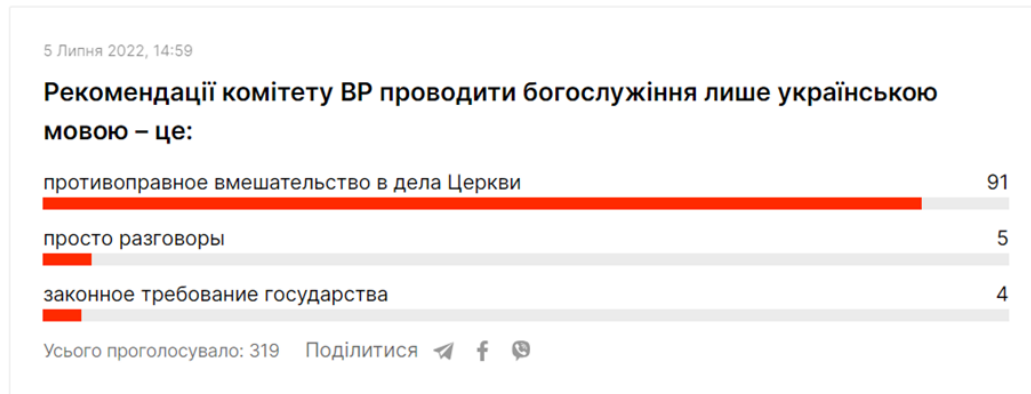 5 Липня 2022, 14:59
Рекомендації комітету ВР проводити богослужіння лише українською
мовою – це:
противоправное вмешательство в дела Церкви 91
просто разговоры 5
законное требование государства 4
Усього проголосувало: 319 Поділитися